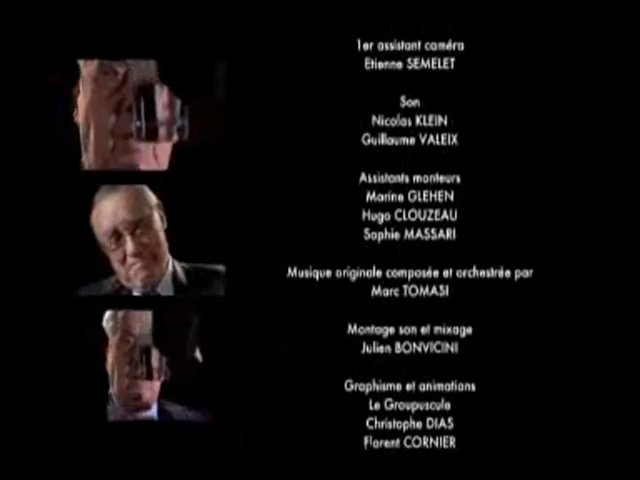 1er assistant caméra
Etienne SEMELET
Son
Nicolas KLEIN
Guillaume VALEIX
Assistants monteurs
Marine GLEHEN
Hugo CLOUZEAU
Sophie MASSARI
Musique originale composée et orchestrée par
Marc TOMASI
Montage son et mixage
Julien BONVICINI
Graphisme et animations
Le Groupuscule
Christophe DIAS
Florent CORNIER